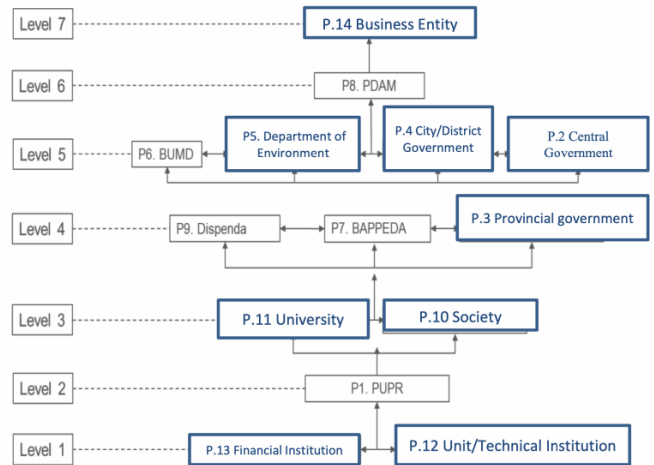 Level 7
P.14 Business Entity
Level 6
P8. PDAM
Level 5
P6. BUMD
P5. Department of
Environment
P.4 City/District
Government
P.2 Central
Government
Level 4
P9. Dispenda
P7. BAPPEDA
P.3 Provincial government
Level 3
P.11 University
P.10 Society
Level 2
P1. PUPR
Level 1
P.13 Financial Institution
P.12 Unit/Technical Institution